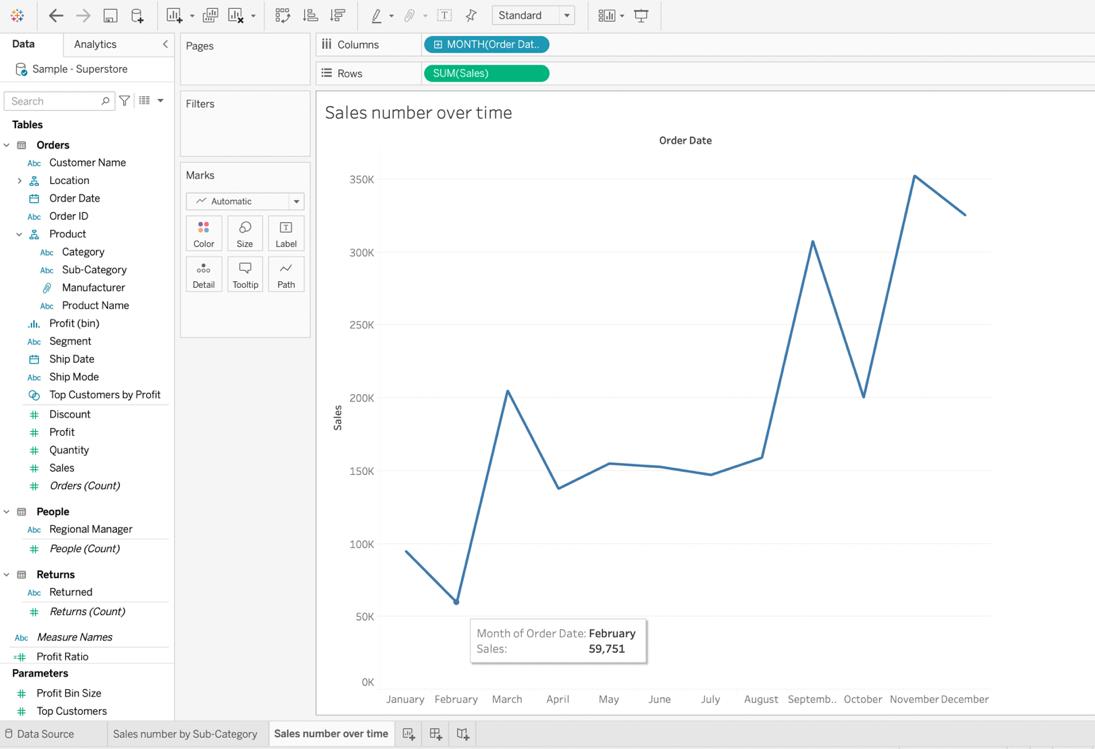 Standard
Data
Analytics
Sample - Superstore
Search
Tables
Orders
Abc Customer Name
Location
Order Date
Abc Order ID
Product
Abc Category
Abc Sub-Category
Manufacturer
Abc Product Name
Profit (bin)
Abc Segment
Ship Date
Abc Ship Mode
Top Customers by Profit
# Discount
# Profit
# Quantity
# Sales
# Orders (Count)
People
Abc Regional Manager
# People (Count)
Returns
Abc Returned
# Returns (Count)
Abc Measure Names
=# Profit Ratio
Parameters
# Profit Bin Size
# Top Customers
Pages
Filters
Marks
Automatic
Color
Size
T
Label
Detail
Tooltip
Path
Columns
MONTH(Order Dat..
Rows
SUM(Sales)
Sales number over time
Order Date
Sales
350K
300K
250K
200K
150K
100K
50K
0K
Month of Order Date: February
Sales: 59,751
January February March April May June July August Septemb.. October November December
Data Source
Sales number by Sub-Category
Sales number over time